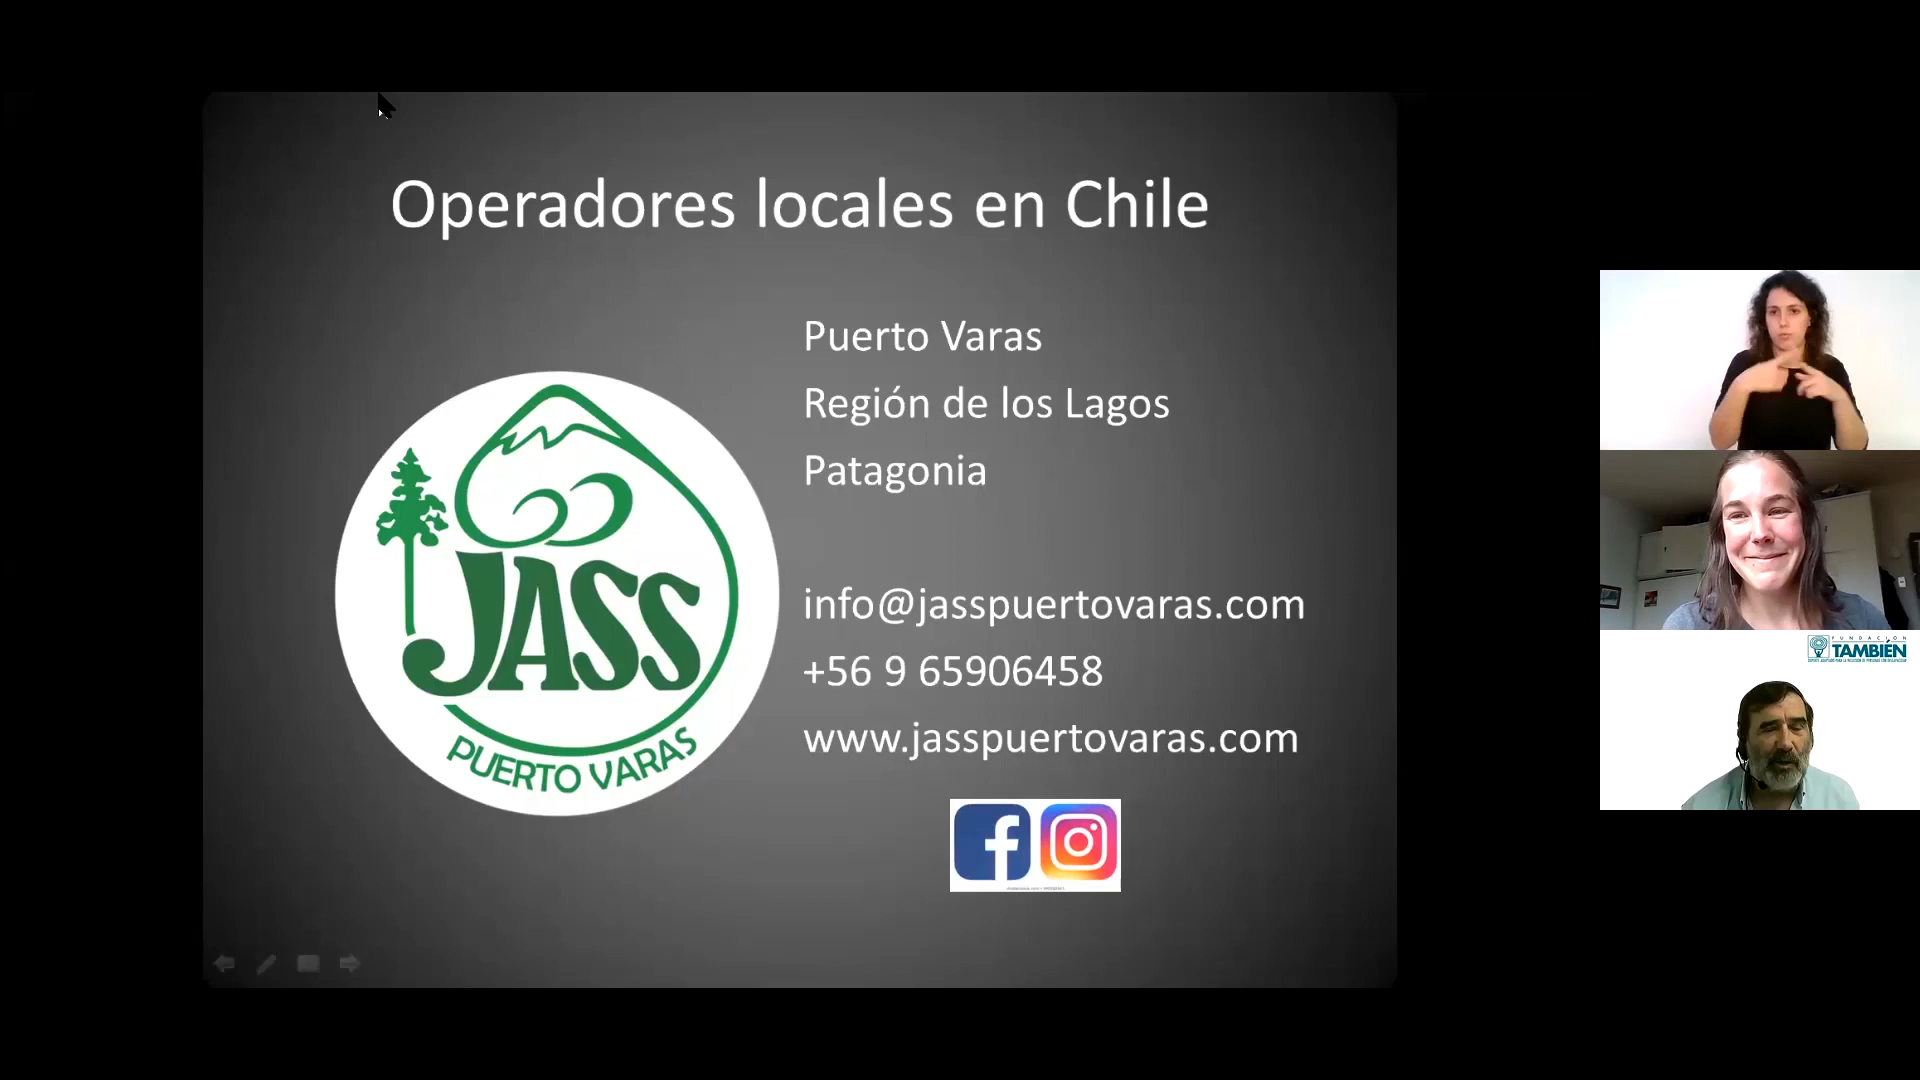 Operadores locales en Chile
Puerto Varas
Región de los Lagos
Patagonia
JASS
PUERTO VARAS
info@jasspuertovaras.com
+56 9 65906458
www.jasspuertovaras.com
FUNDACIÓN
TAMBIÉN